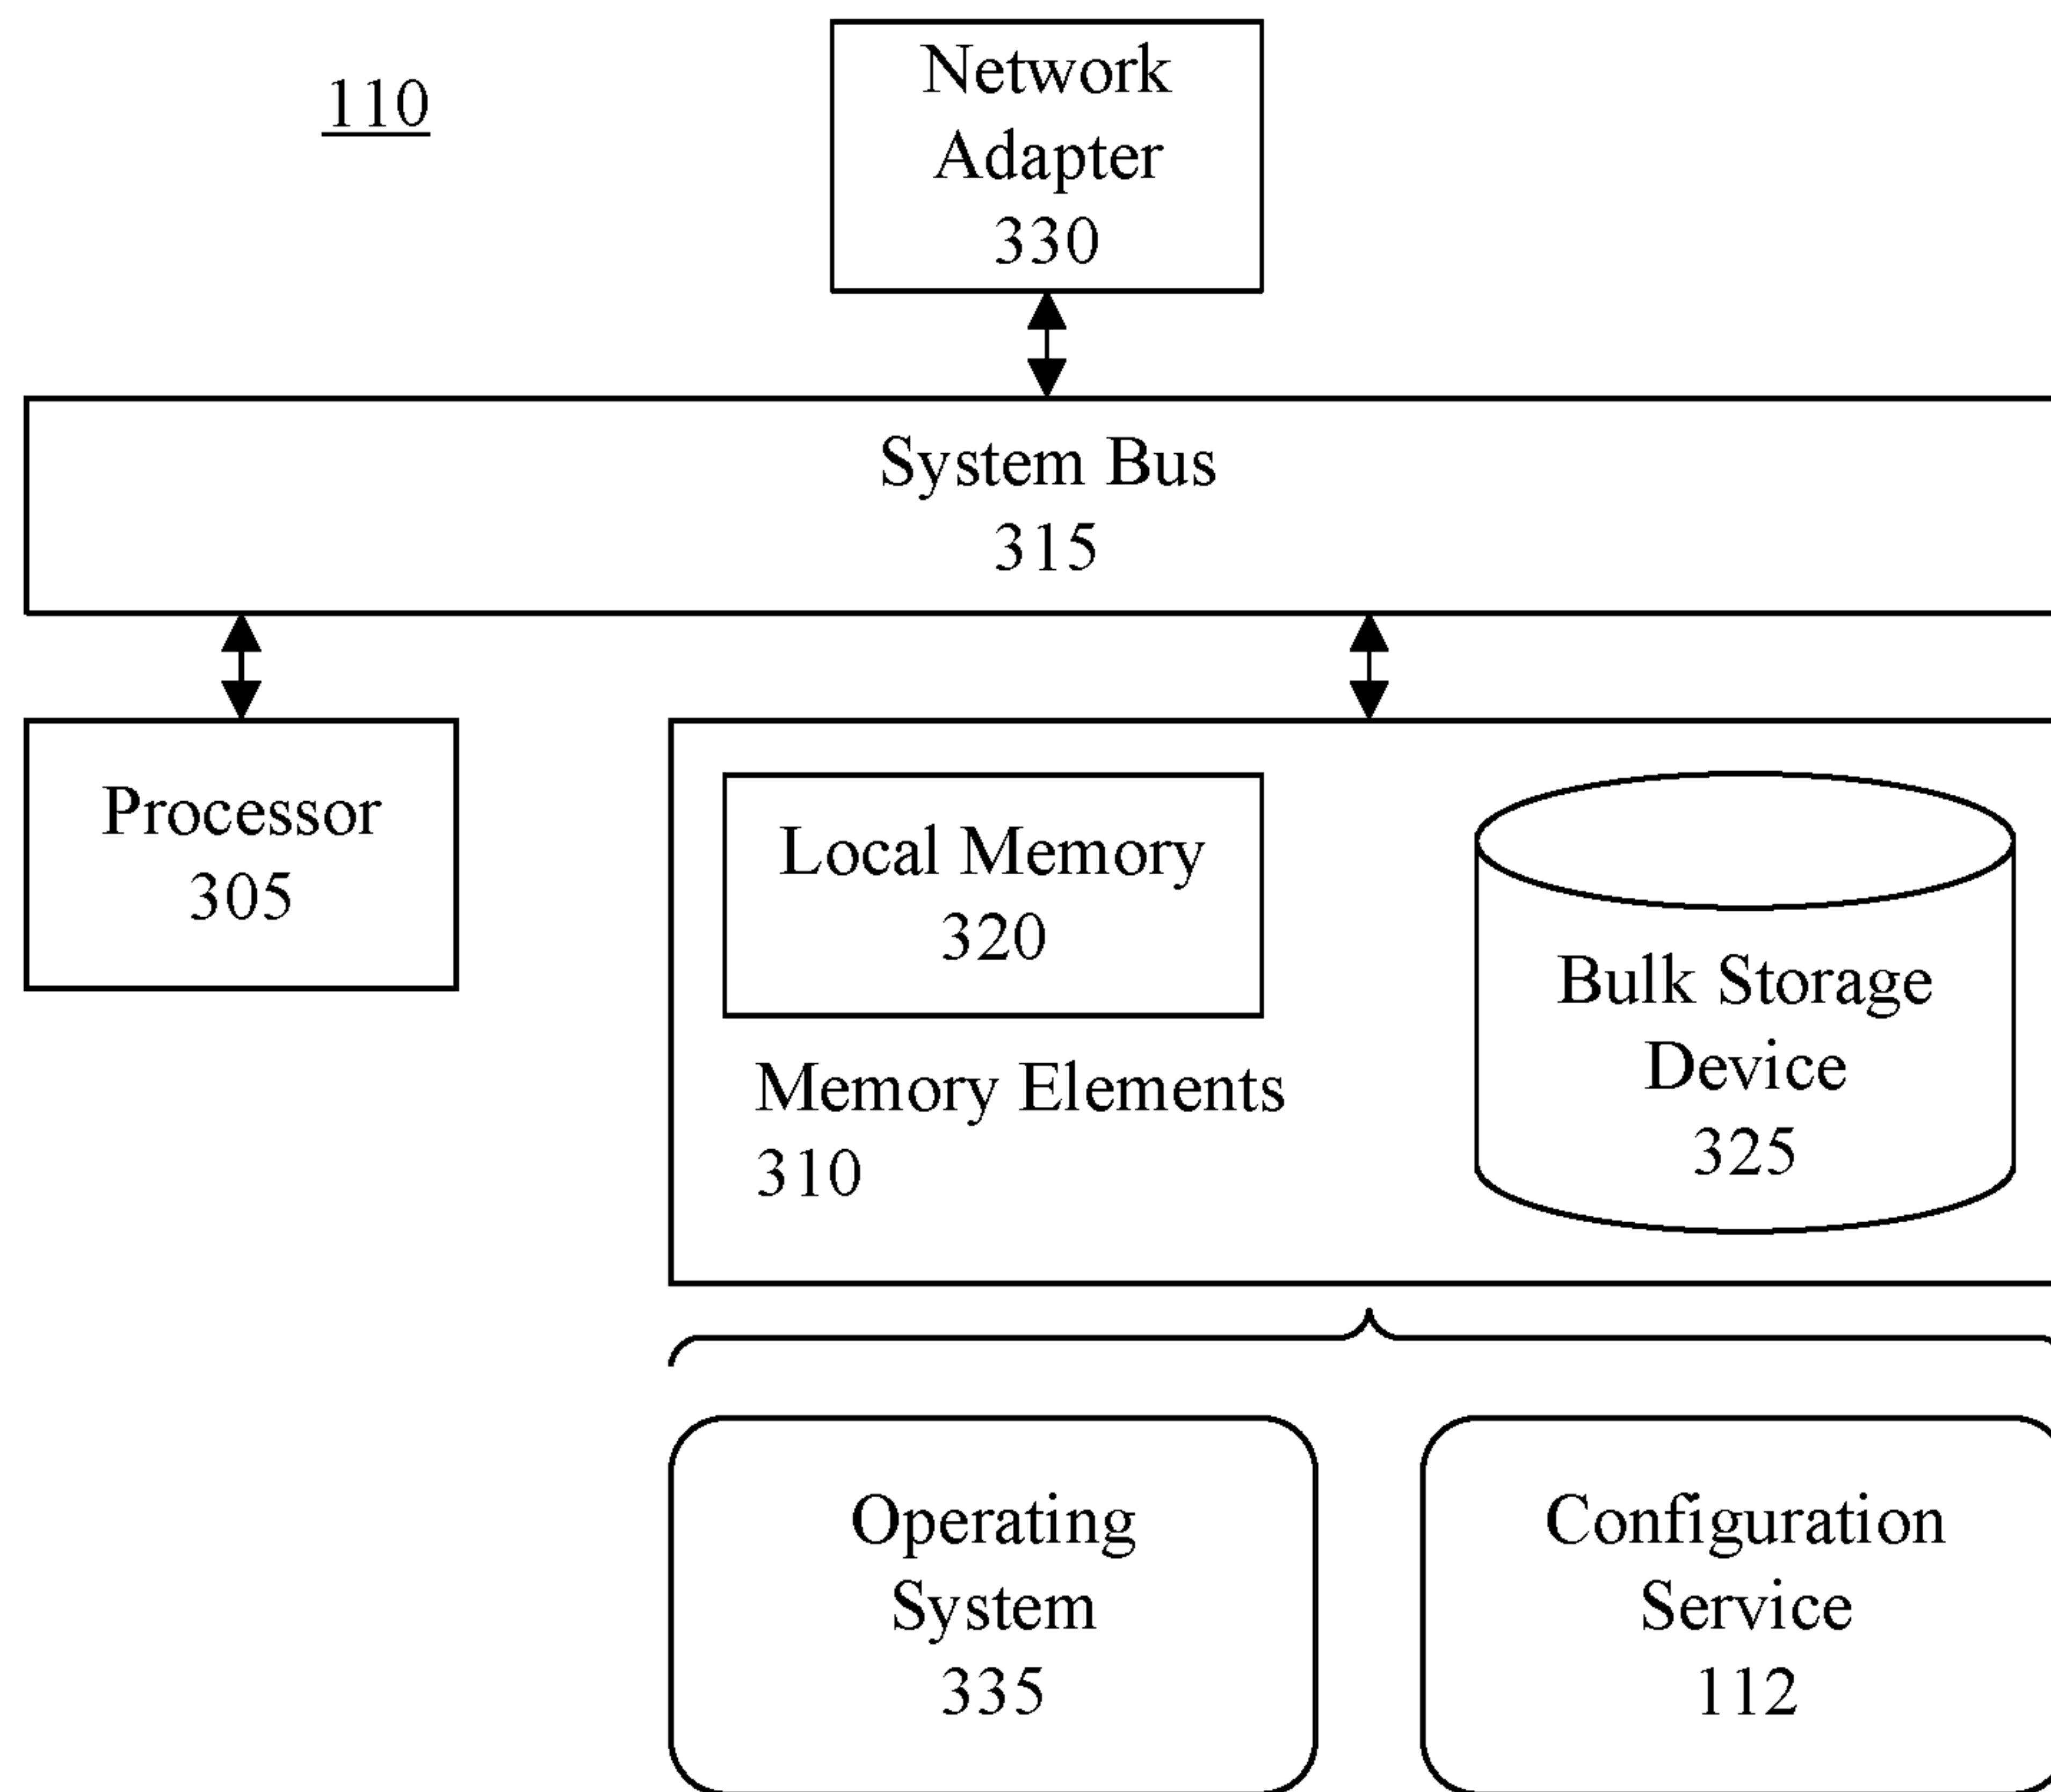 110
Network
Adapter
330
System Bus
315
Processor
305
Local Memory
320
Memory Elements
310
Bulk Storage
Device
325
Operating
System
335
Configuration
Service
112